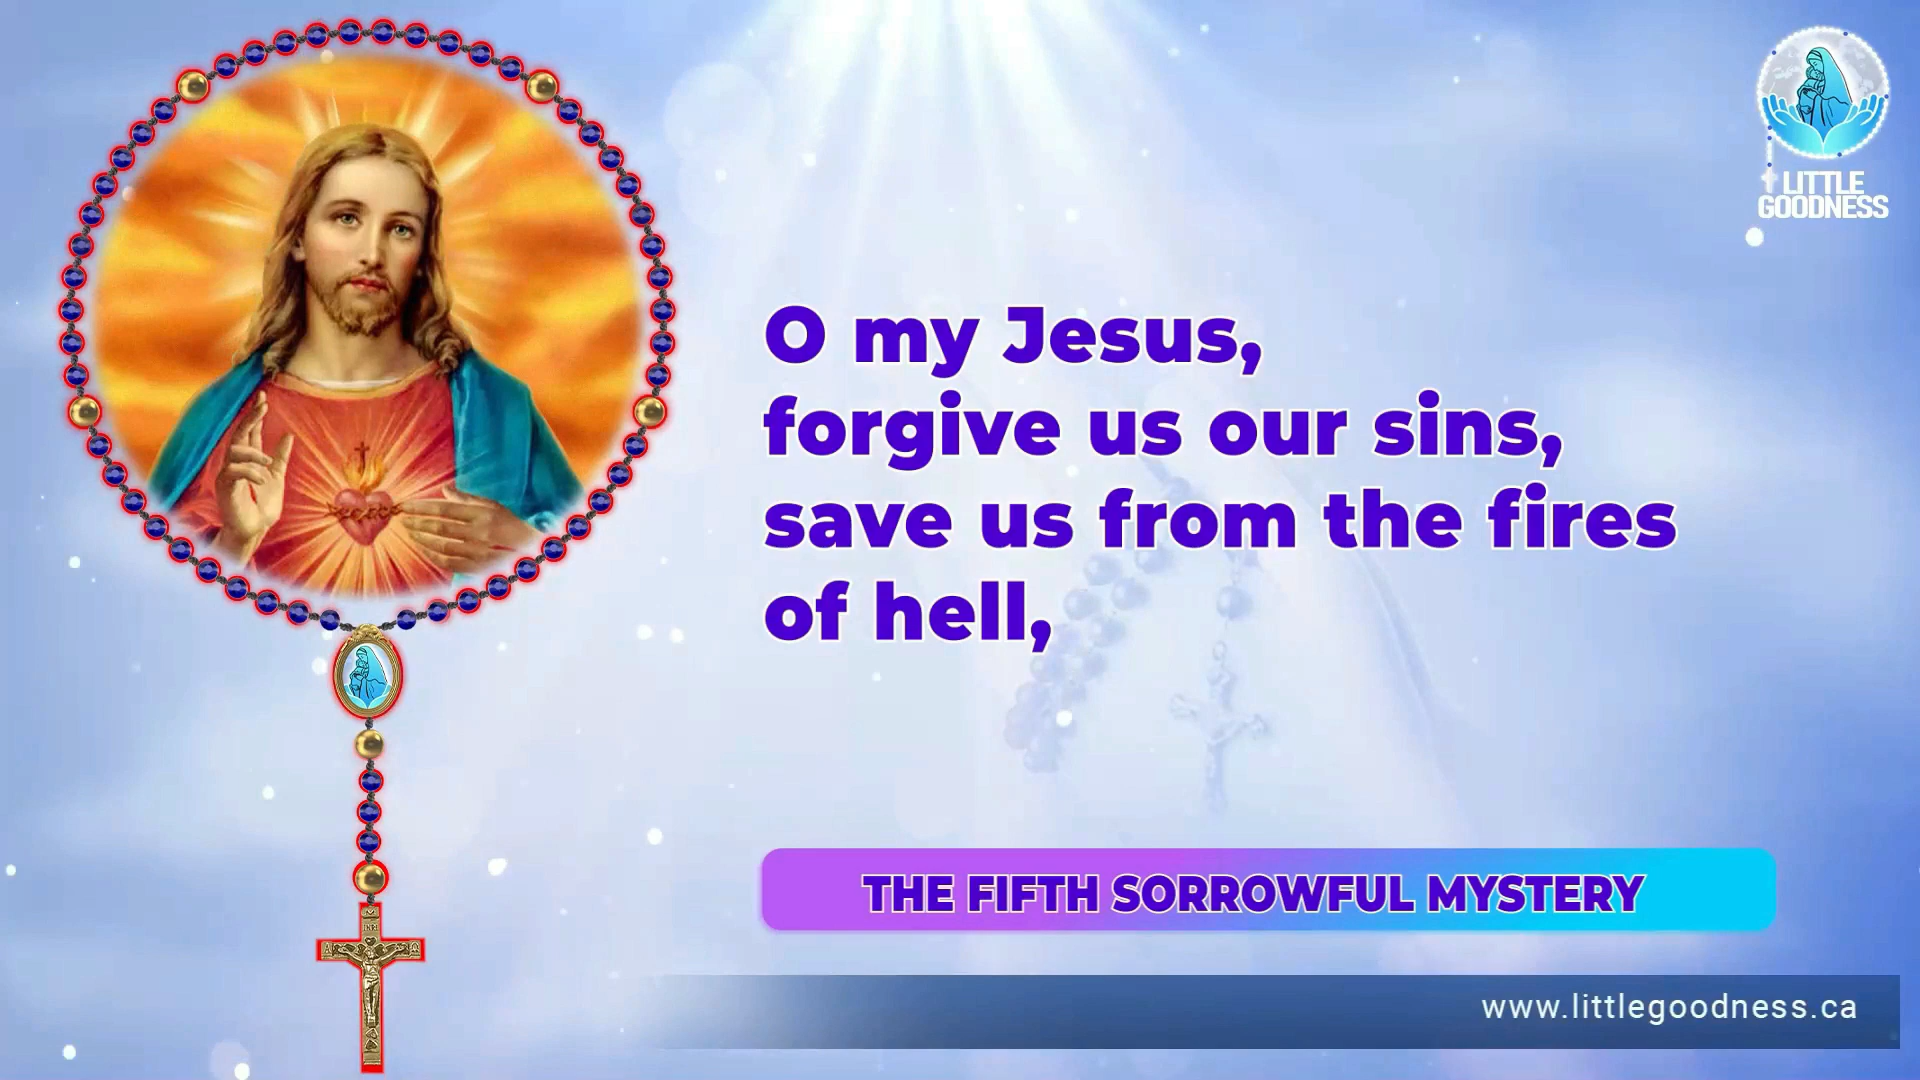 LITTLE
GOODNESS
O my Jesus,
forgive us our sins,
save us from the fires
of hell,
THE FIFTH SORROWFUL MYSTERY
www.littlegoodness.ca
INRI